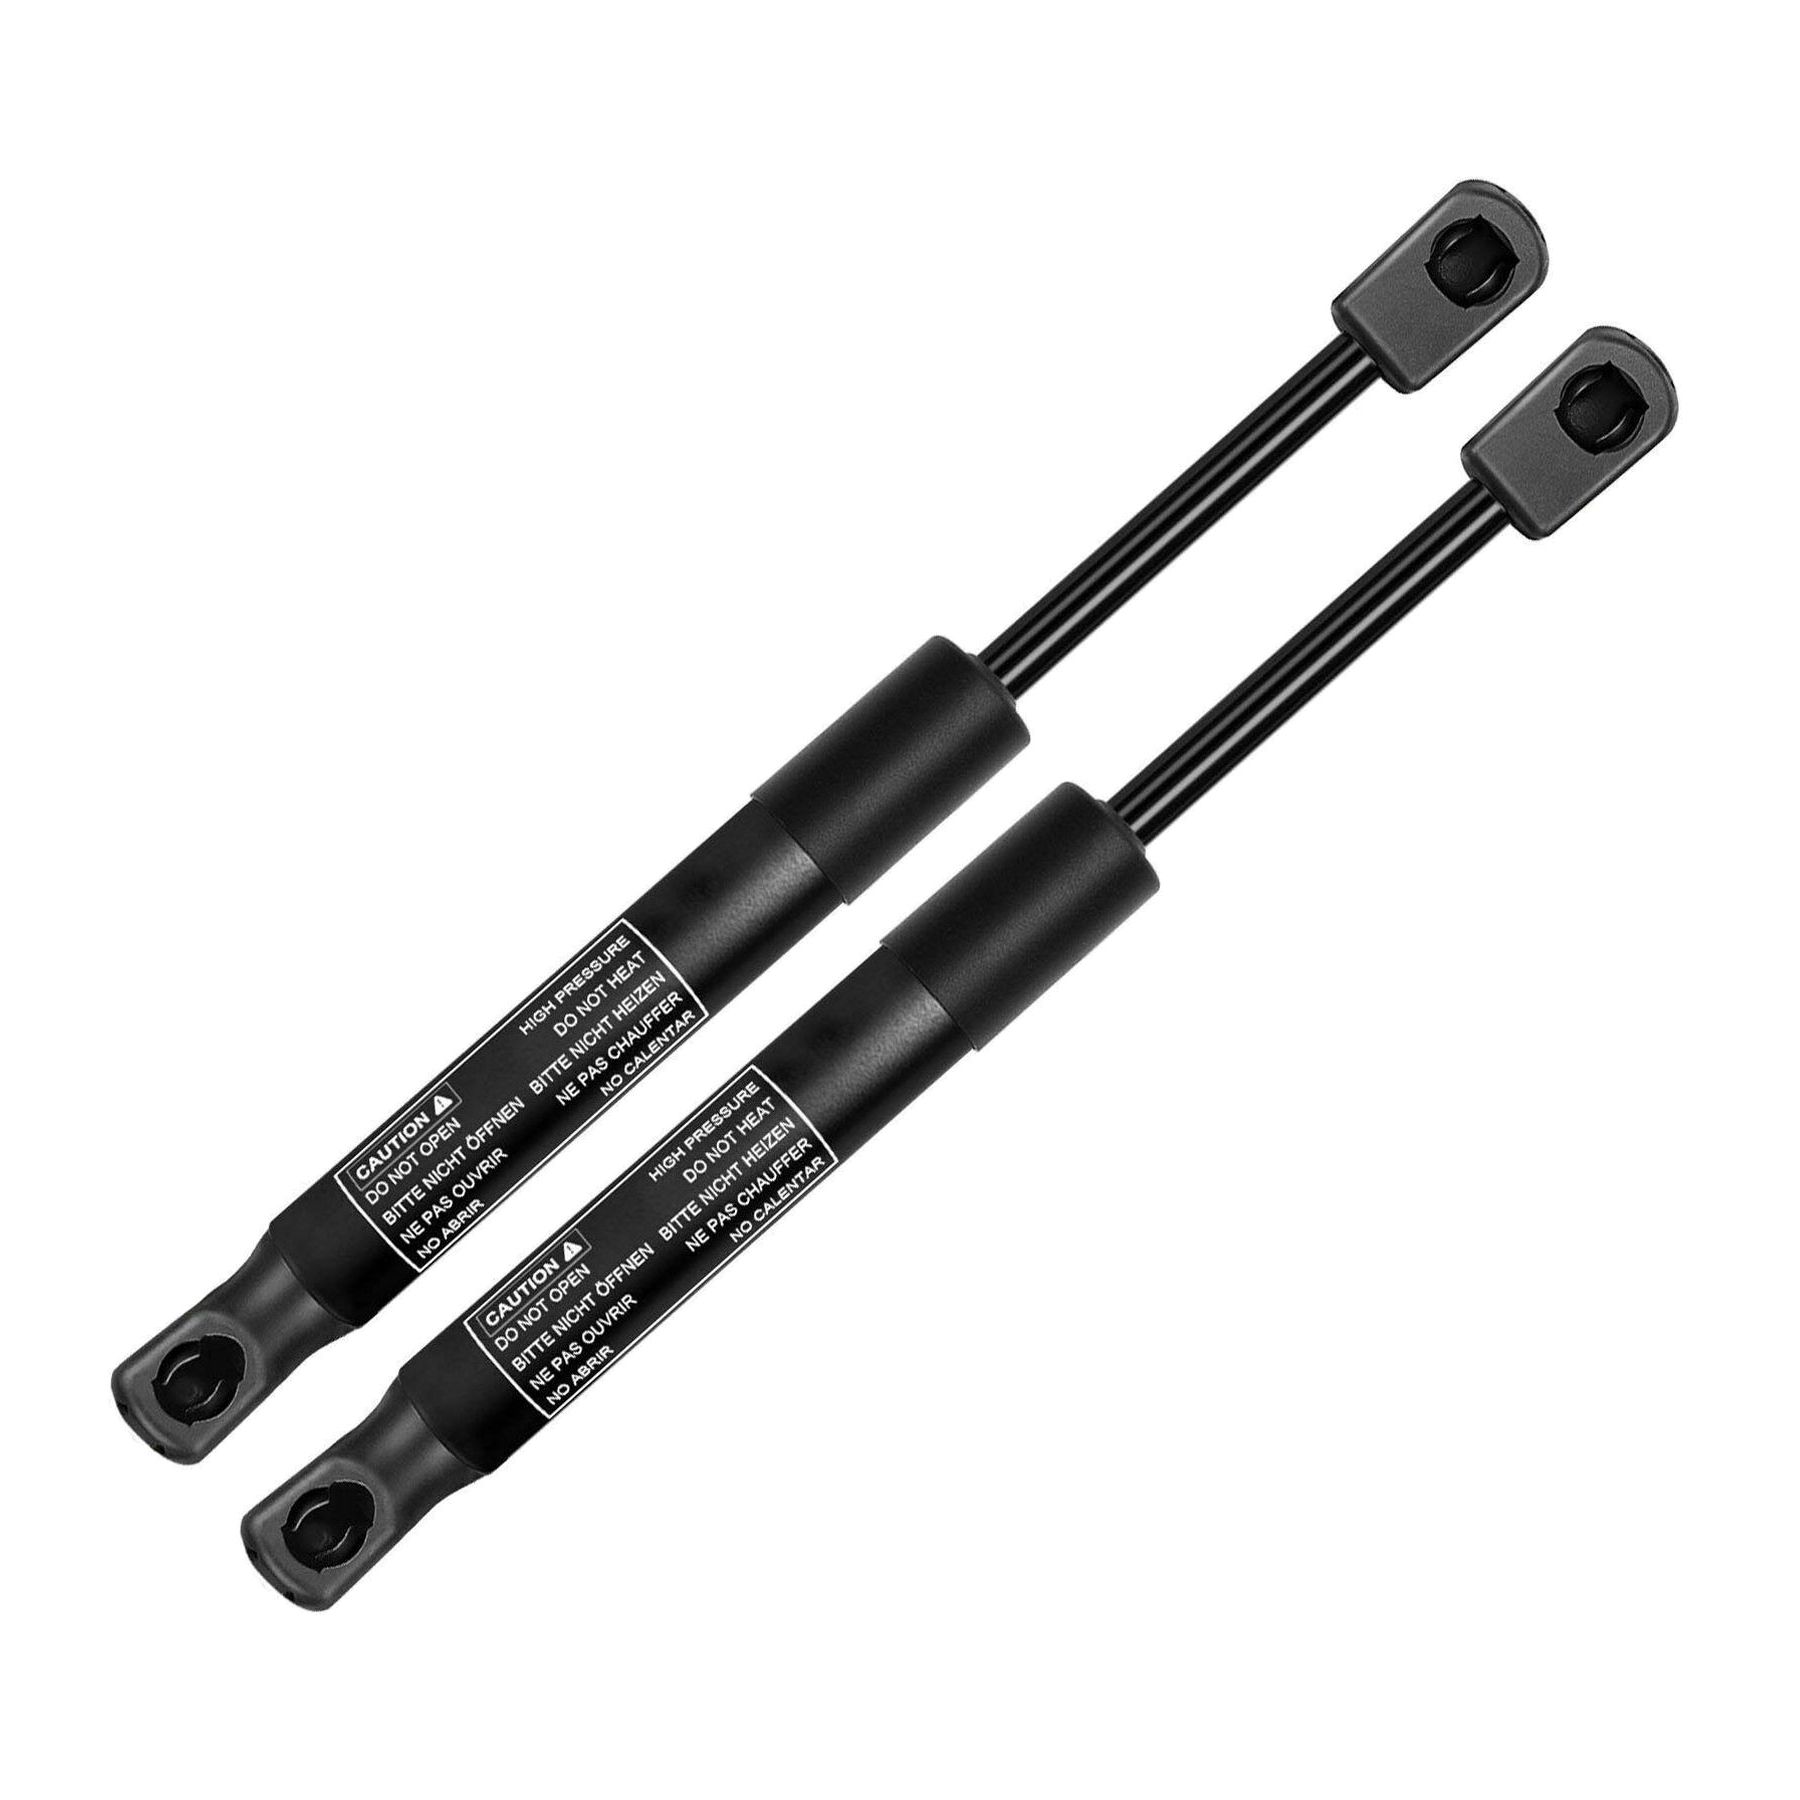 CAUTION
DO NOT OPEN
BITTE NICHT ÖFFNEN
NE PAS OUVRIR
NO ABRIR
HIGH PRESSURE
DO NOT HEAT
BITTE NICHT HEIZEN
NE PAS CHAUFFER
NO CALENTAR
CAUTION
DO NOT OPEN
BITTE NICHT ÖFFNEN
NE PAS OUVRIR
NO ABRIR
HIGH PRESSURE
DO NOT HEAT
BITTE NICHT HEIZEN
NE PAS CHAUFFER
NO CALENTAR